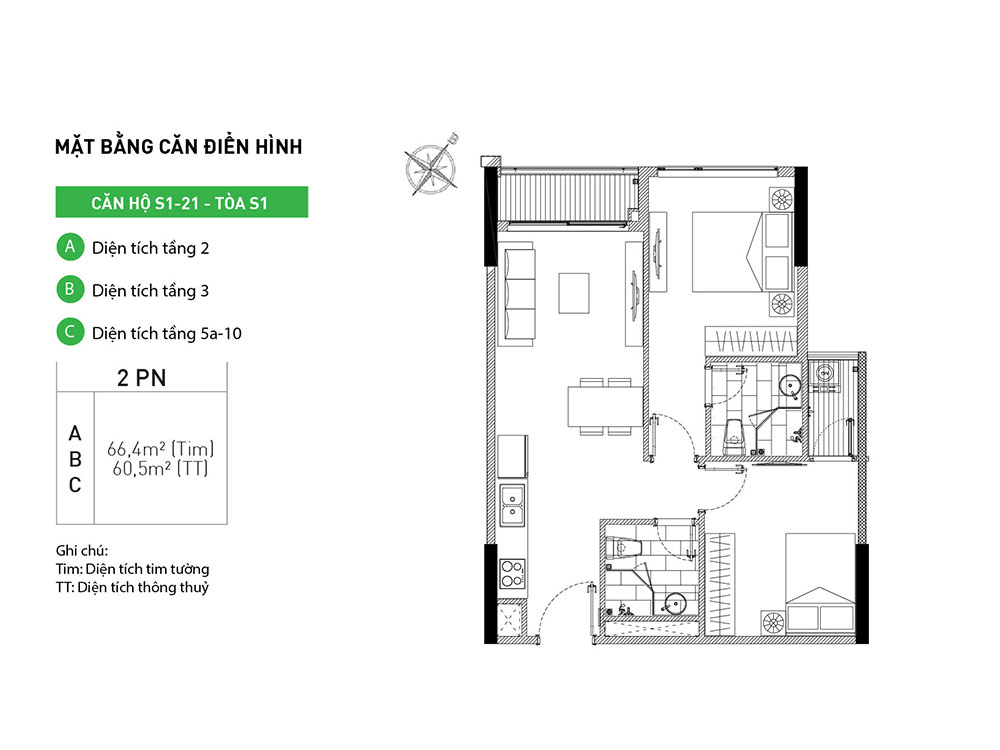 MẶT BẰNG CĂN ĐIỂN HÌNH
CĂN HỘ S1-21 - TÒA S1
A Diện tích tầng 2
B Diện tích tầng 3
C Diện tích tầng 5a-10
2 PN
A
B
C
66,4m² (Tim)
60,5m² (TT)
Ghi chú:
Tim: Diện tích tim tường
TT: Diện tích thông thuỷ